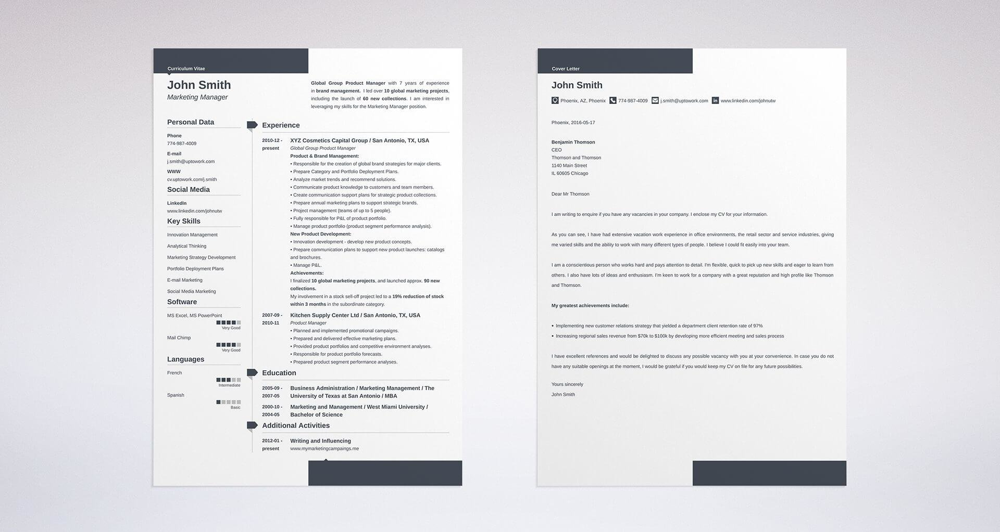 Curriculum Vitae
John Smith
Marketing Manager
Global Group Product Manager with 7 years of experience
in brand management. I led over 10 global marketing projects,
including the launch of 60 new collections. I am interested in
leveraging my skills for the Marketing Manager position.
Personal Data
Phone
774-987-4009
E-mail
j.smith@uptowork.com
WWW
cv.uptowork.com/j.smith
Social Media
LinkedIn
www.linkedin.com/johnutw
Key Skills
Innovation Management
Analytical Thinking
Marketing Strategy Development
Portfolio Deployment Plans
E-mail Marketing
Social Media Marketing
Software
MS Excel, MS PowerPoint
Very Good
Mail Chimp
Very Good
Languages
French
Intermediate
Spanish
Basic
Experience
2010-12 - XYZ Cosmetics Capital Group / San Antonio, TX, USA
present Global Group Product Manager
Product & Brand Management:
• Responsible for the creation of global brand strategies for major clients.
• Prepare Category and Portfolio Deployment Plans.
• Analyze market trends and recommend solutions.
• Communicate product knowledge to customers and team members.
• Create communication support plans for strategic product collections.
• Prepare annual marketing plans to support strategic brands.
• Project management (teams of up to 5 people).
• Fully responsible for P&L of product portfolio.
• Manage product portfolio (product segment performance analysis).
New Product Development:
• Innovation development - develop new product concepts.
• Prepare communication plans to support new product launches: catalogs
and brochures.
• Manage P&L.
Achievements:
I finalized 10 global marketing projects, and launched approx. 90 new
collections.
My involvement in a stock sell-off project led to a 19% reduction of stock
within 3 months in the subordinate category.
2007-09 - Kitchen Supply Center Ltd / San Antonio, TX, USA
2010-11 Product Manager
• Planned and implemented promotional campaigns.
• Prepared and delivered effective marketing plans.
• Provided product portfolios and competitive environment analyses.
• Responsible for product portfolio forecasts.
• Prepared product segment performance analyses.
Education
2005-09 - Business Administration / Marketing Management / The
2007-05 University of Texas at San Antonio / MBA
2000-10 - Marketing and Management / West Miami University /
2004-05 Bachelor of Science
Additional Activities
2012-01 - Writing and Influencing
present www.mymarketingcampaings.me
Cover Letter
John Smith
Phoenix, AZ, Phoenix 774-987-4009 j.smith@uptowork.com in www.linkedin.com/johnutw
Phoenix, 2016-05-17
Benjamin Thomson
CEO
Thomson and Thomson
1140 Main Street
IL 60605 Chicago
Dear Mr Thomson
I am writing to enquire if you have any vacancies in your company. I enclose my CV for your information.
As you can see, I have had extensive vacation work experience in office environments, the retail sector and service industries, giving
me varied skills and the ability to work with many different types of people. I believe I could fit easily into your team.
I am a conscientious person who works hard and pays attention to detail. I'm flexible, quick to pick up new skills and eager to learn from
others. I also have lots of ideas and enthusiasm. I'm keen to work for a company with a great reputation and high profile like Thomson
and Thomson.
My greatest achievements include:
• Implementing new customer relations strategy that yielded a department client retention rate of 97%
• Increasing regional sales revenue from $70k to $100k by developing more efficient meeting and sales process
I have excellent references and would be delighted to discuss any possible vacancy with you at your convenience. In case you do not
have any suitable openings at the moment, I would be grateful if you would keep my CV on file for any future possibilities.
Yours sincerely
John Smith